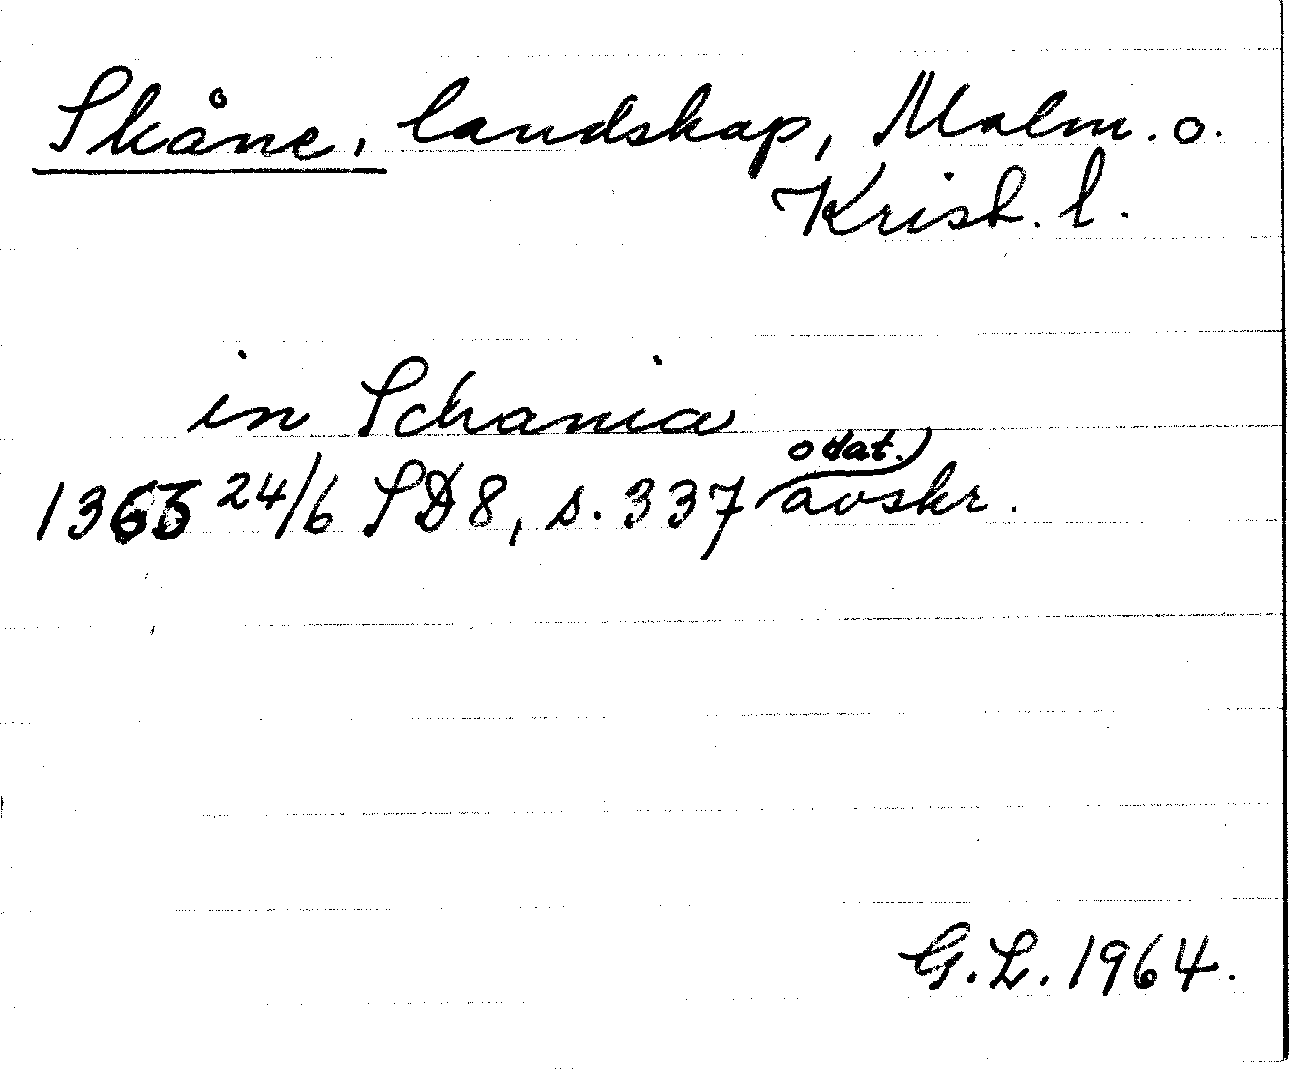 Skåne, landskap, Malm. o.
Krist. l.
in Schania
1365 24/6 SD8, s. 337 odat. avskr.
G.L. 1964.